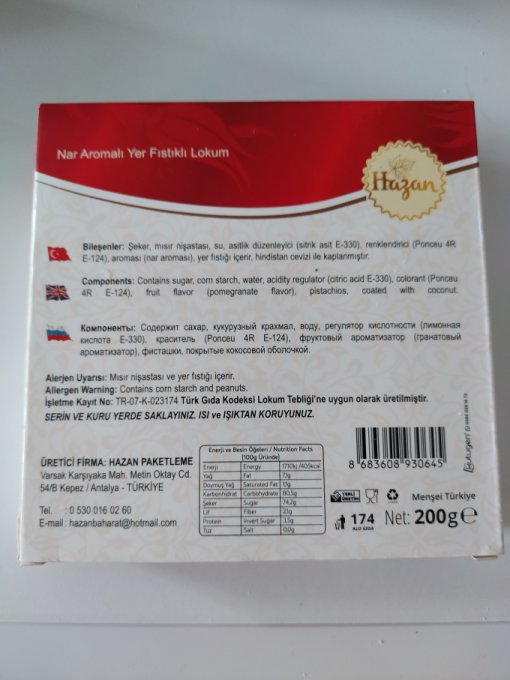 Nar Aromalı Yer Fıstıklı Lokum
Hazan
Bileşenler: Şeker, mısır nişastası, su, asitlik düzenleyici (sitrik asit E-330), renklendirici (Ponceu 4R
E-124), aroması (nar aroması), yer fıstığı içerir, hindistan cevizi ile kaplanmıştır.
Components: Contains sugar, corn starch, water, acidity regulator (citric acid E-330), colorant (Ponceu
4R E-124), fruit flavor (pomegranate flavor), pistachios, coated with coconut.
Компоненты: Содержит сахар, кукурузный крахмал, воду, регулятор кислотности (лимонная
кислота E-330), краситель (Ponceu 4R E-124), фруктовый ароматизатор (гранатовый
ароматизатор), фисташки, покрытые кокосовой оболочкой.
Alerjen Uyarısı: Mısır nişastası ve yer fıstığı içerir.
Allergen Warning: Contains corn starch and peanuts.
İşletme Kayıt No: TR-07-K-023174 Türk Gıda Kodeksi Lokum Tebliği'ne uygun olarak üretilmiştir.
SERİN VE KURU YERDE SAKLAYINIZ. ISI ve IŞIKTAN KORUYUNUZ.
ÜRETİCİ FİRMA: HAZAN PAKETLEME
Varsak Karşıyaka Mah. Metin Oktay Cd.
54/B Kepez / Antalya - TÜRKİYE
Tel. : 0 530 016 02 60
E-mail : hazanbaharat@hotmail.com
Enerji ve Besin Öğeleri / Nutrition Facts
(100g Üründe)
Enerji Energy 1710kj /405kcal
Yağ Fat 13g
Doymuş Yağ Saturated Fat 1,1g
Karbonhidrat Carbohydrate 80,5g
Şeker Sugar 74,2g
Lif Fiber 2,1g
Protein Invert Sugar 3,5g
Tuz Salt 0,0g
8 683608 930645
YERLİ
ÜRETİM
Menşei Türkiye
174
ALO GIDA
Net: 200g e